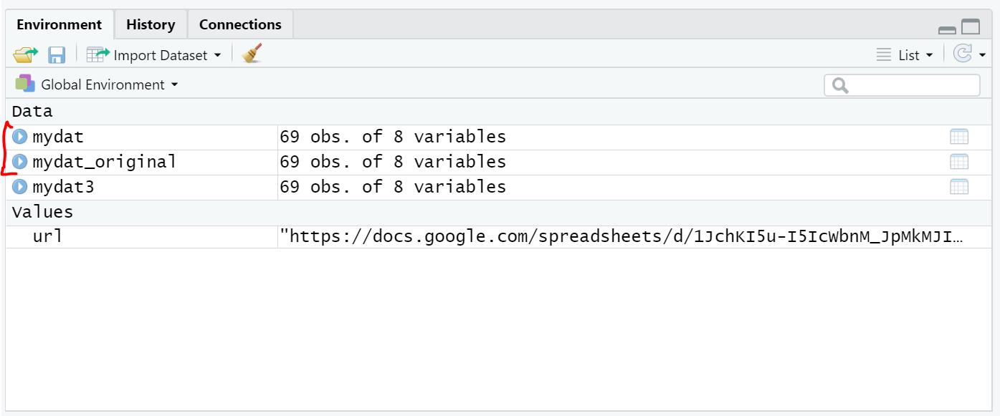 Environment History Connections
Import Dataset List
Global Environment
Data
mydat 69 obs. of 8 variables
mydat_original 69 obs. of 8 variables
mydat3 69 obs. of 8 variables
Values
url "https://docs.google.com/spreadsheets/d/1JchKI5u-I5IcWbnM_JpMkMJI…